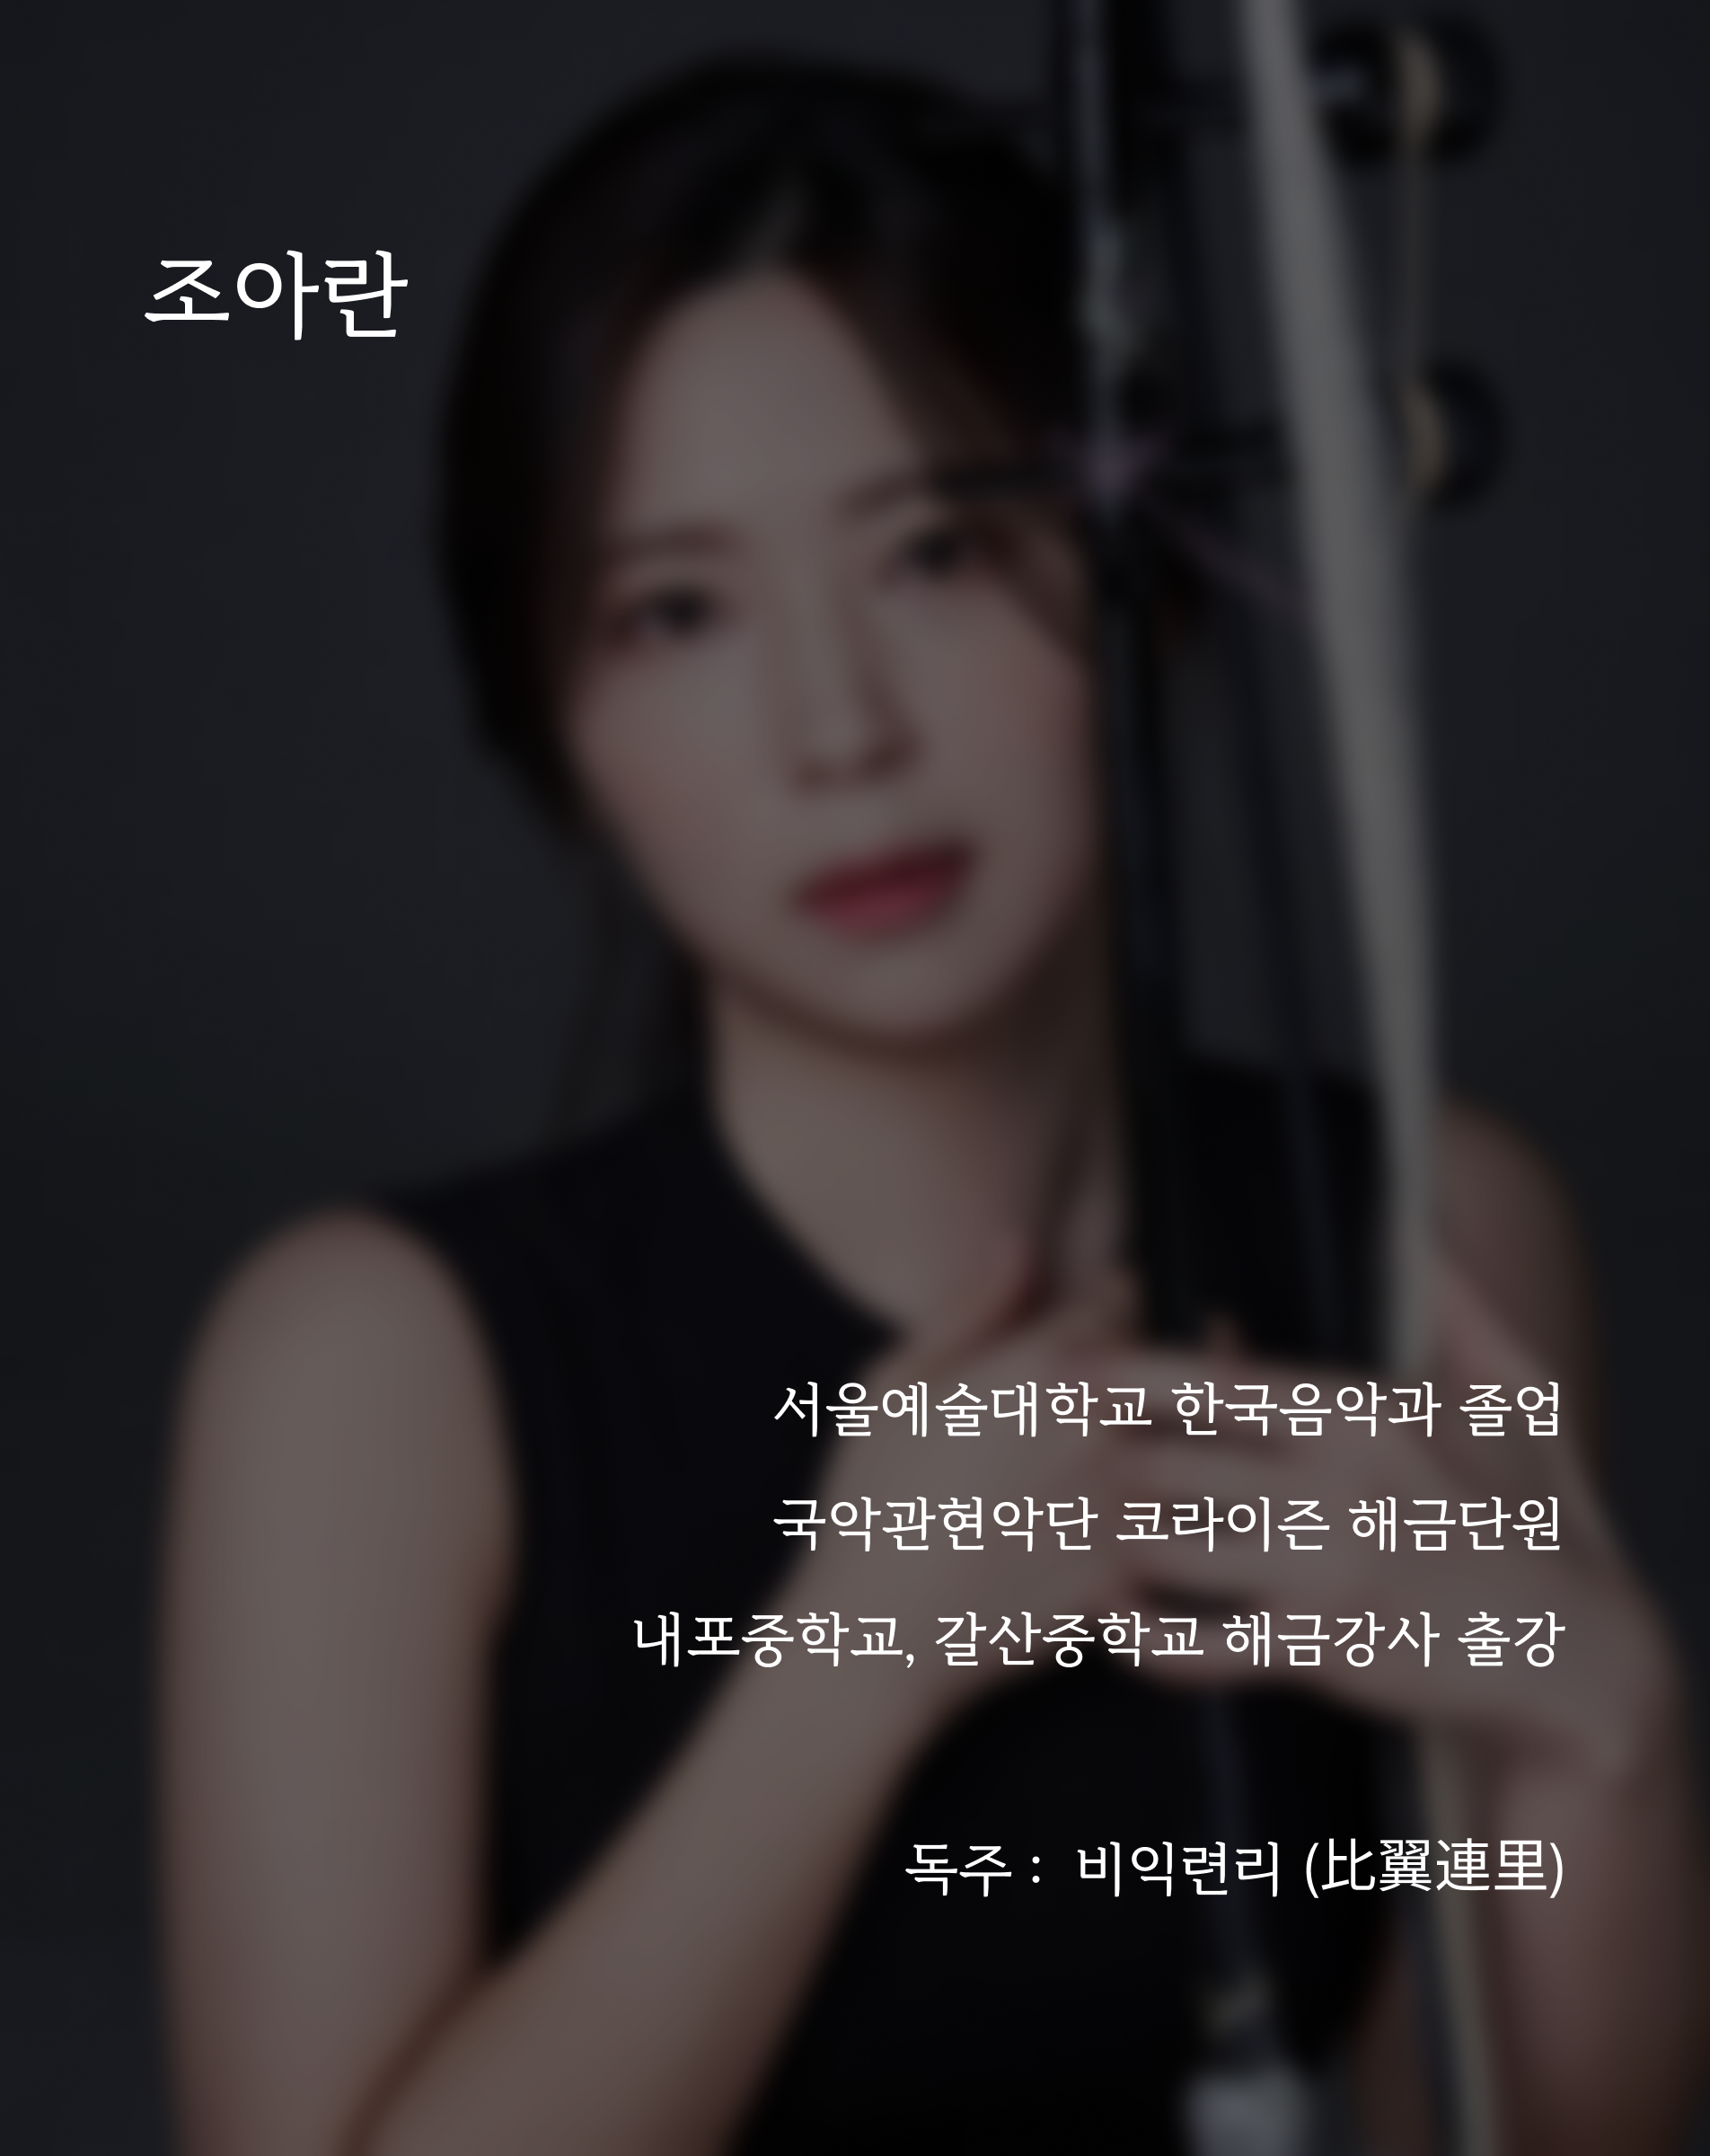 조아란
서울예술대학교 한국음악과 졸업
국악관현악단 코라이즌 해금단원
내포중학교, 갈산중학교 해금강사 출강
독주 : 비익련리 (比翼連里)